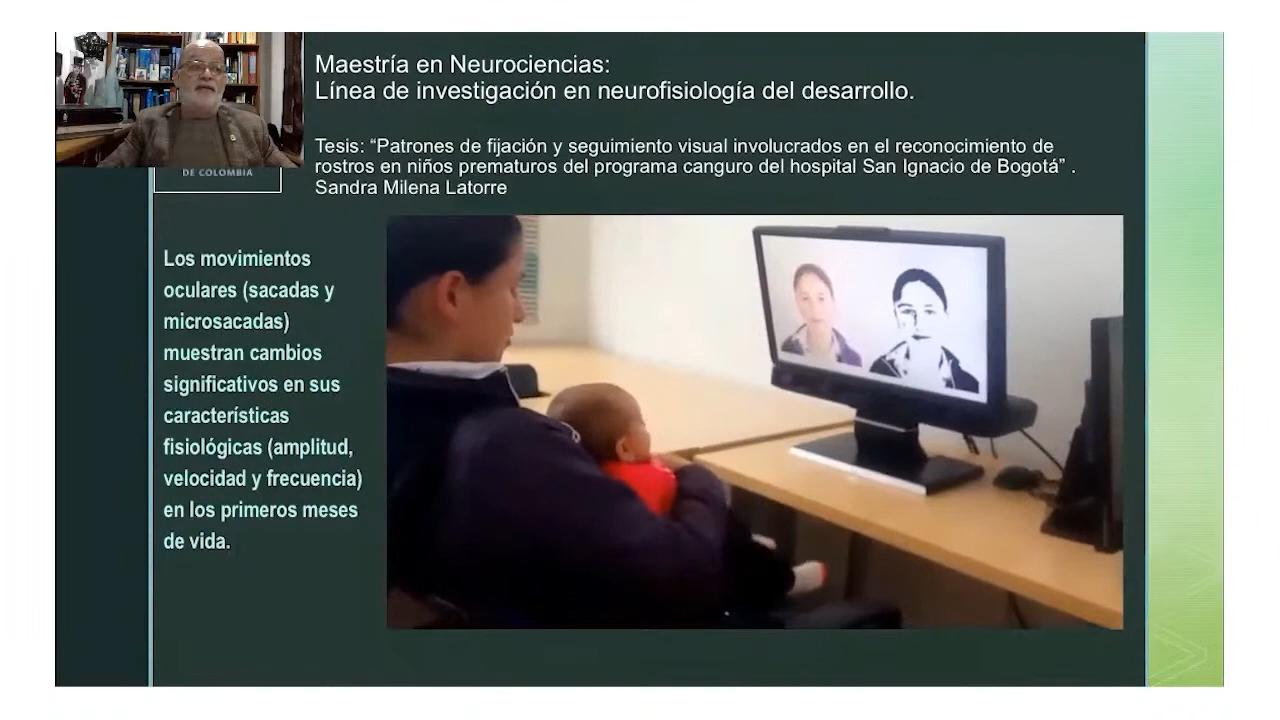 Maestría en Neurociencias:
Línea de investigación en neurofisiología del desarrollo.
Tesis: “Patrones de fijación y seguimiento visual involucrados en el reconocimiento de
rostros en niños prematuros del programa canguro del hospital San Ignacio de Bogotá” .
Sandra Milena Latorre
DE COLOMBIA
Los movimientos
oculares (sacadas y
microsacadas)
muestran cambios
significativos en sus
características
fisiológicas (amplitud,
velocidad y frecuencia)
en los primeros meses
de vida.